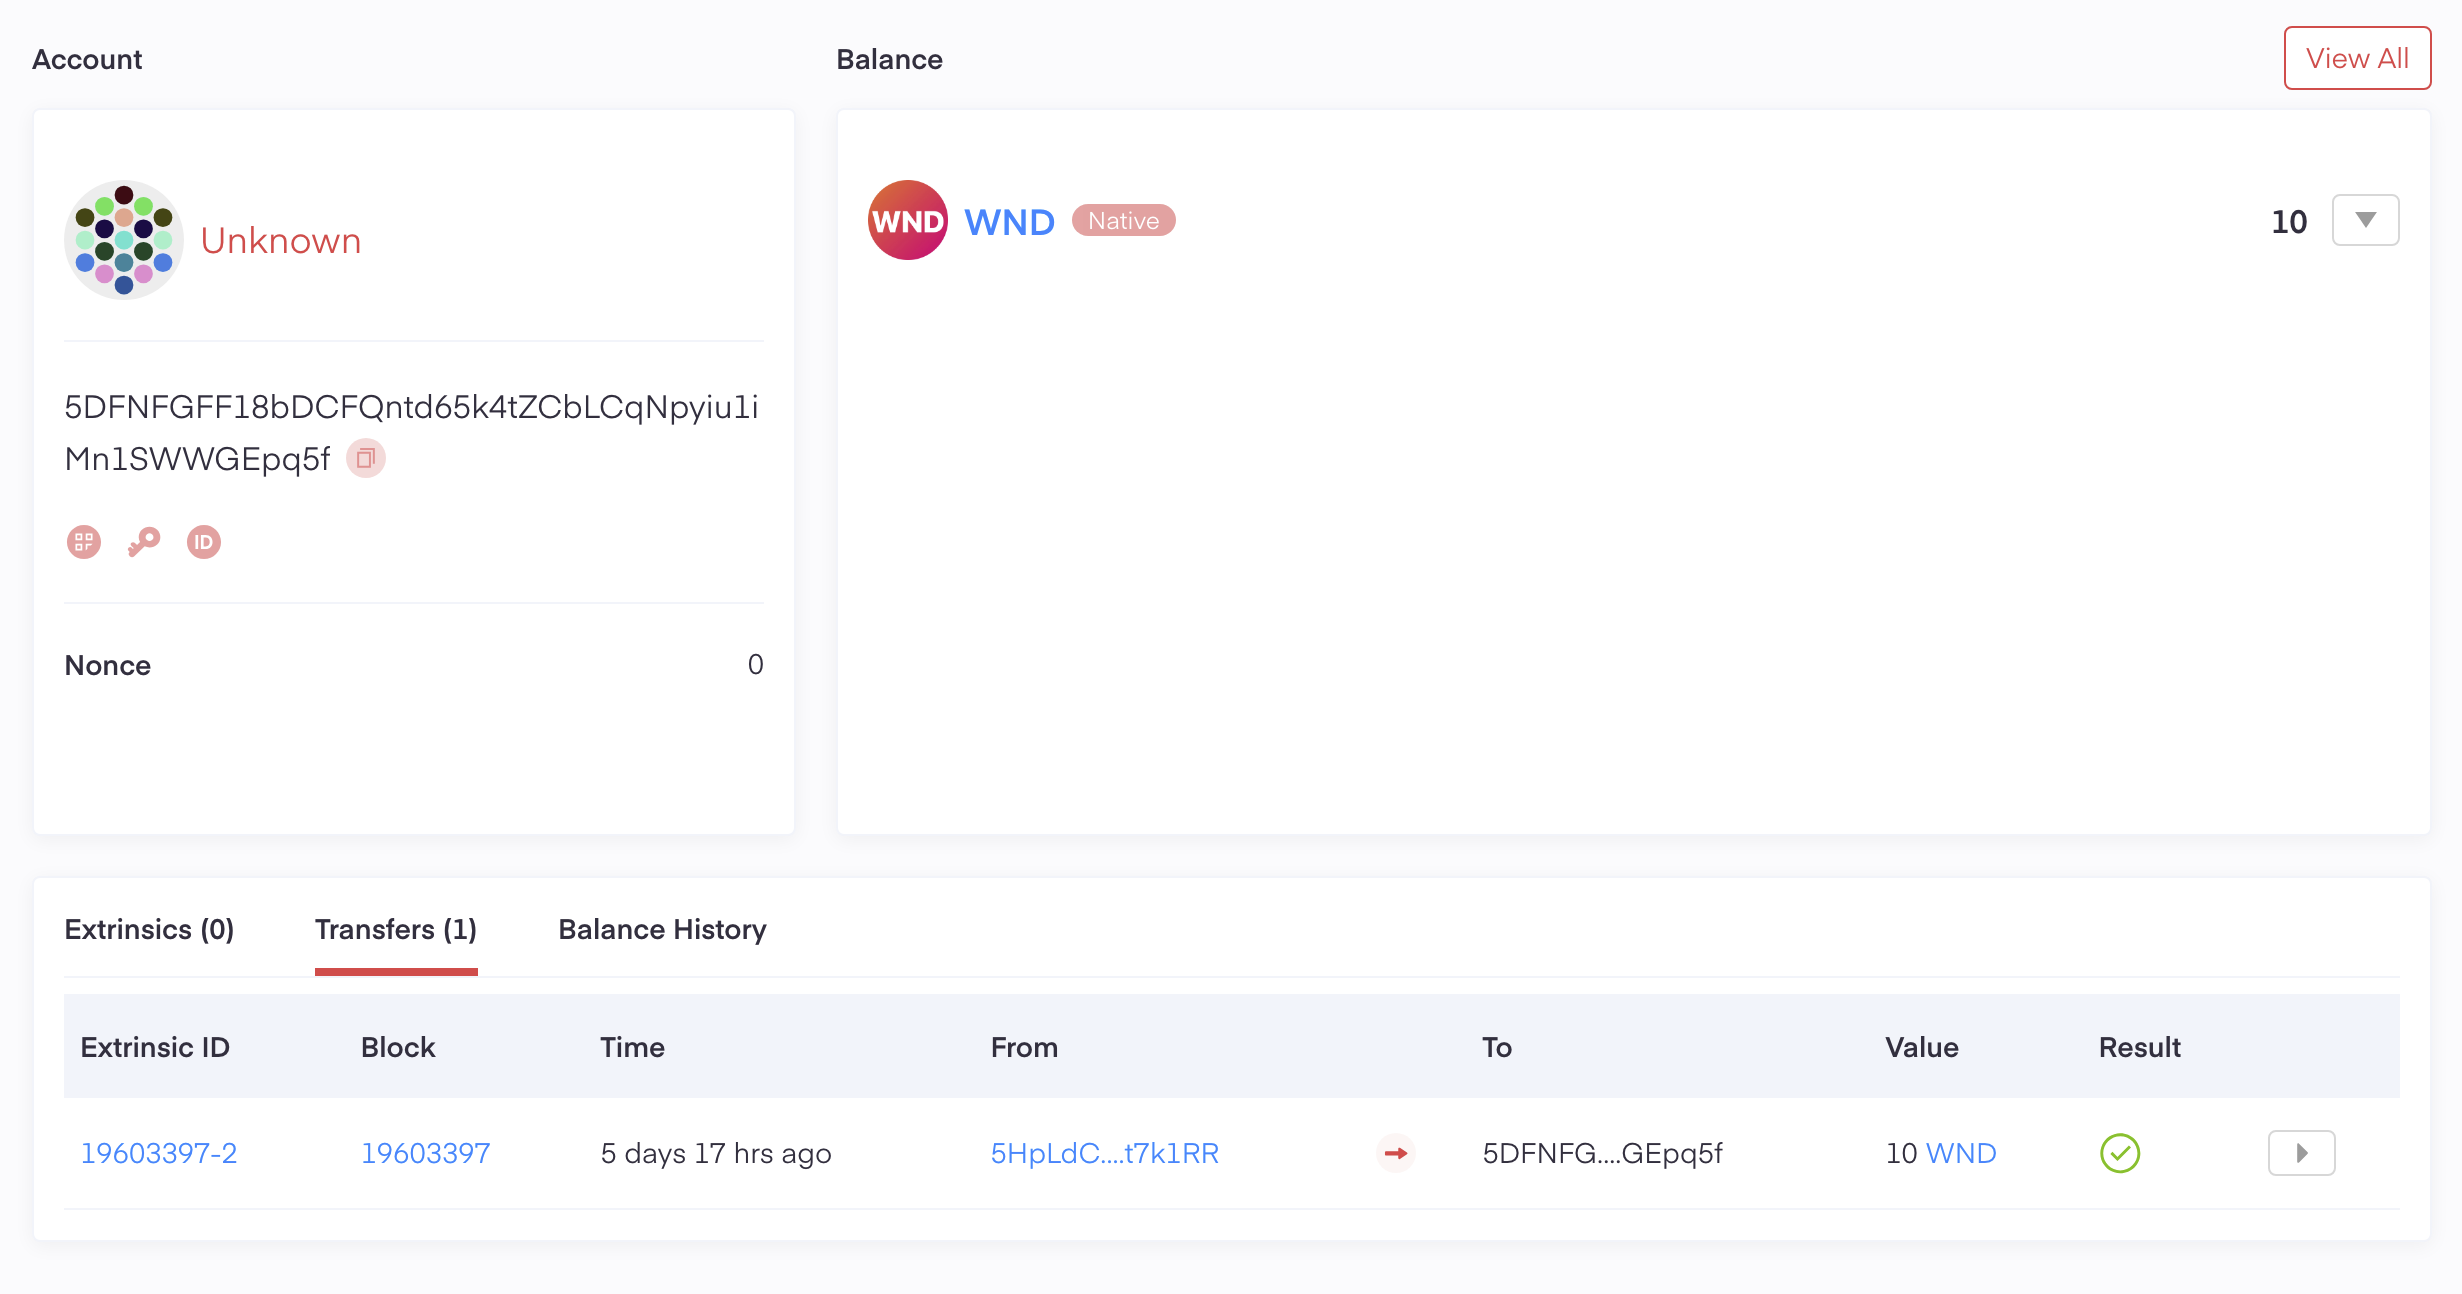 Account
Balance
View All
Unknown
WND WND Native
10
5DFNFGFF18bDCFQntd65k4tZCbLCqNpyiu1i
Mn1SWWGEpq5f
ID
Nonce 0
Extrinsics (0) Transfers (1) Balance History
Extrinsic ID Block Time From To Value Result
19603397-2 19603397 5 days 17 hrs ago 5HpLdC....t7k1RR 5DFNFG....GEpq5f 10 WND